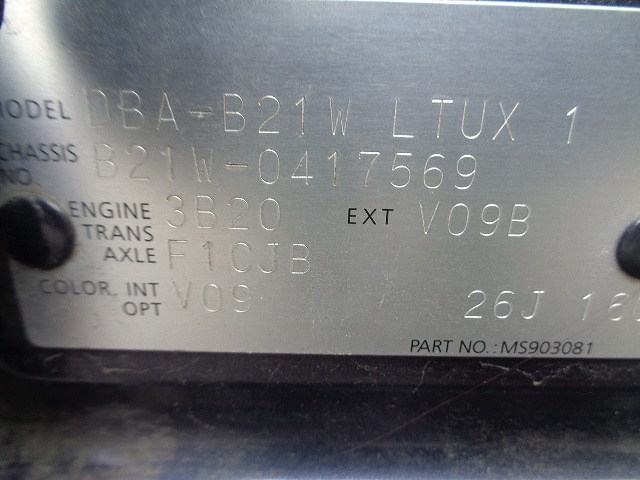 MODEL DBA-B21W LTUX 1
CHASSIS NO. B21W-0417569
ENGINE 3B20 EXT V09B
TRANS AXLE F1CJB
COLOR, INT OPT V09 26J 16
PART NO.: MS903081